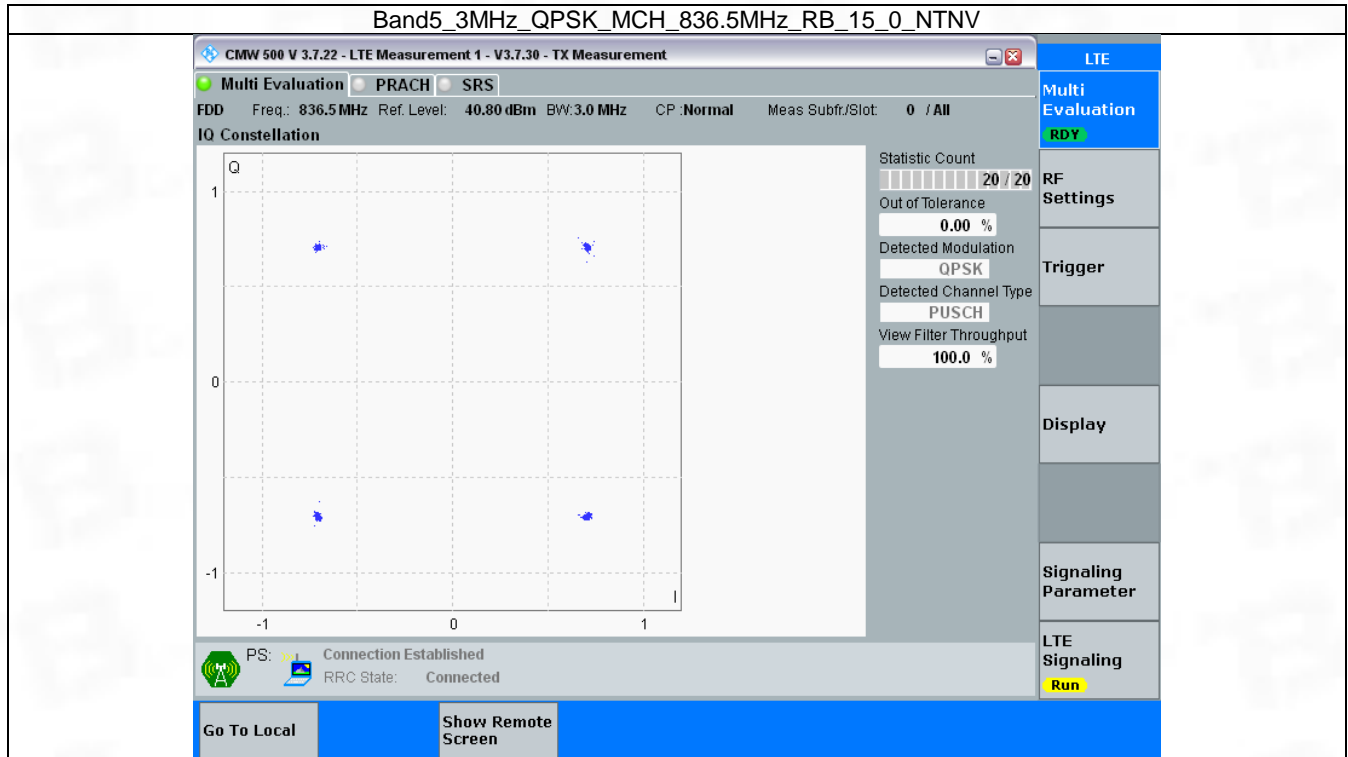 Band5_3MHz_QPSK_MCH_836.5MHz_RB_15_0_NTNV
CMW 500 V 3.7.22 - LTE Measurement 1 - V3.7.30 - TX Measurement
LTE
Multi Evaluation PRACH SRS
FDD Freq.: 836.5 MHz Ref. Level: 40.80 dBm BW: 3.0 MHz CP :Normal Meas Subfr./Slot: 0 / All
IQ Constellation
Q
1
0
-1
-1 0 1
I
Statistic Count
20 / 20
Out of Tolerance
0.00 %
Detected Modulation
QPSK
Detected Channel Type
PUSCH
View Filter Throughput
100.0 %
Multi
Evaluation
RDY
RF
Settings
Trigger
Display
Signaling
Parameter
LTE
Signaling
Run
PS: Connection Established
RRC State: Connected
Go To Local
Show Remote
Screen